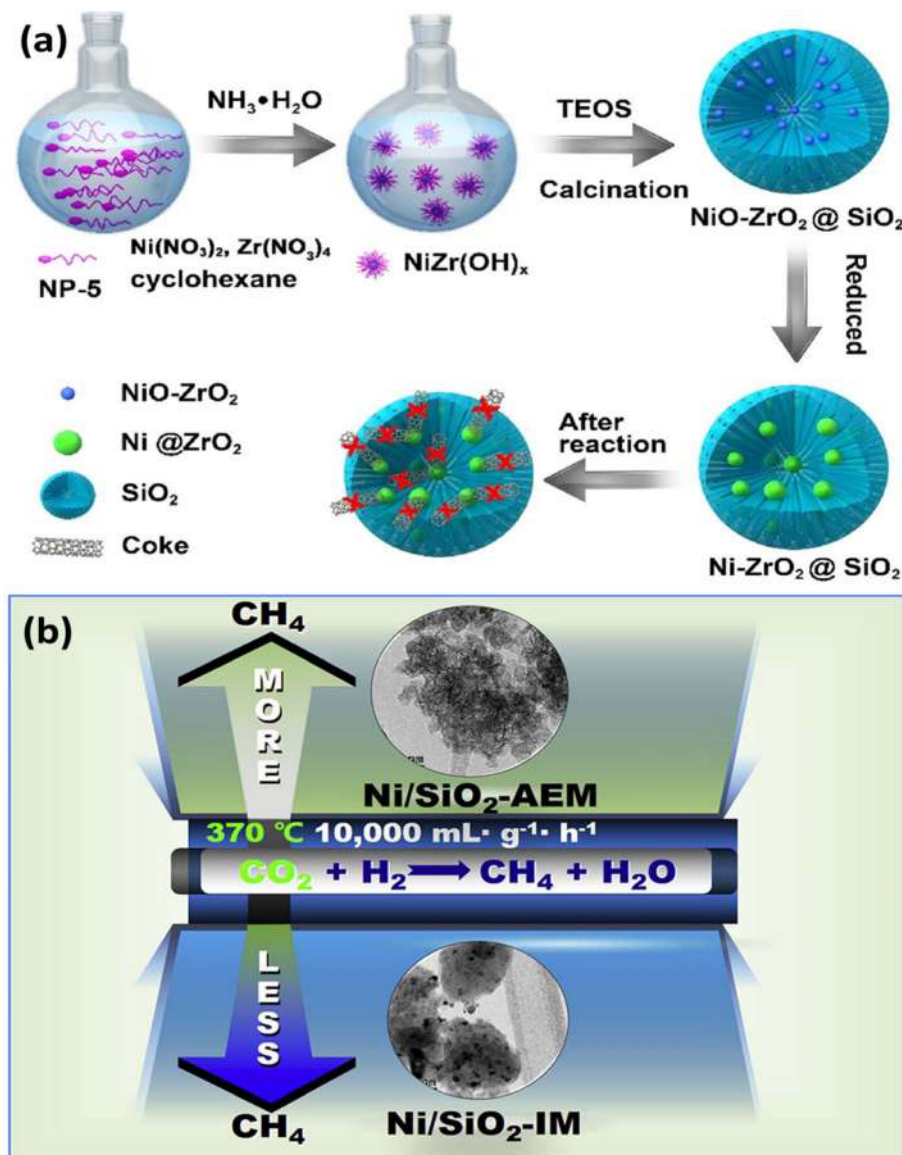 (a)
NH₃•H₂O
TEOS
Calcination
NiO-ZrO₂@ SiO₂
NP-5
Ni(NO₃)₂, Zr(NO₃)₄
cyclohexane
NiZr(OH)ₓ
Reduced
NiO-ZrO₂
Ni @ZrO₂
SiO₂
Coke
After
reaction
Ni-ZrO₂@ SiO₂
(b)
CH₄
MORE
Ni/SiO₂-AEM
370 ℃ 10,000 mL· g⁻¹· h⁻¹
CO₂ + H₂ → CH₄ + H₂O
LESS
CH₄
Ni/SiO₂-IM